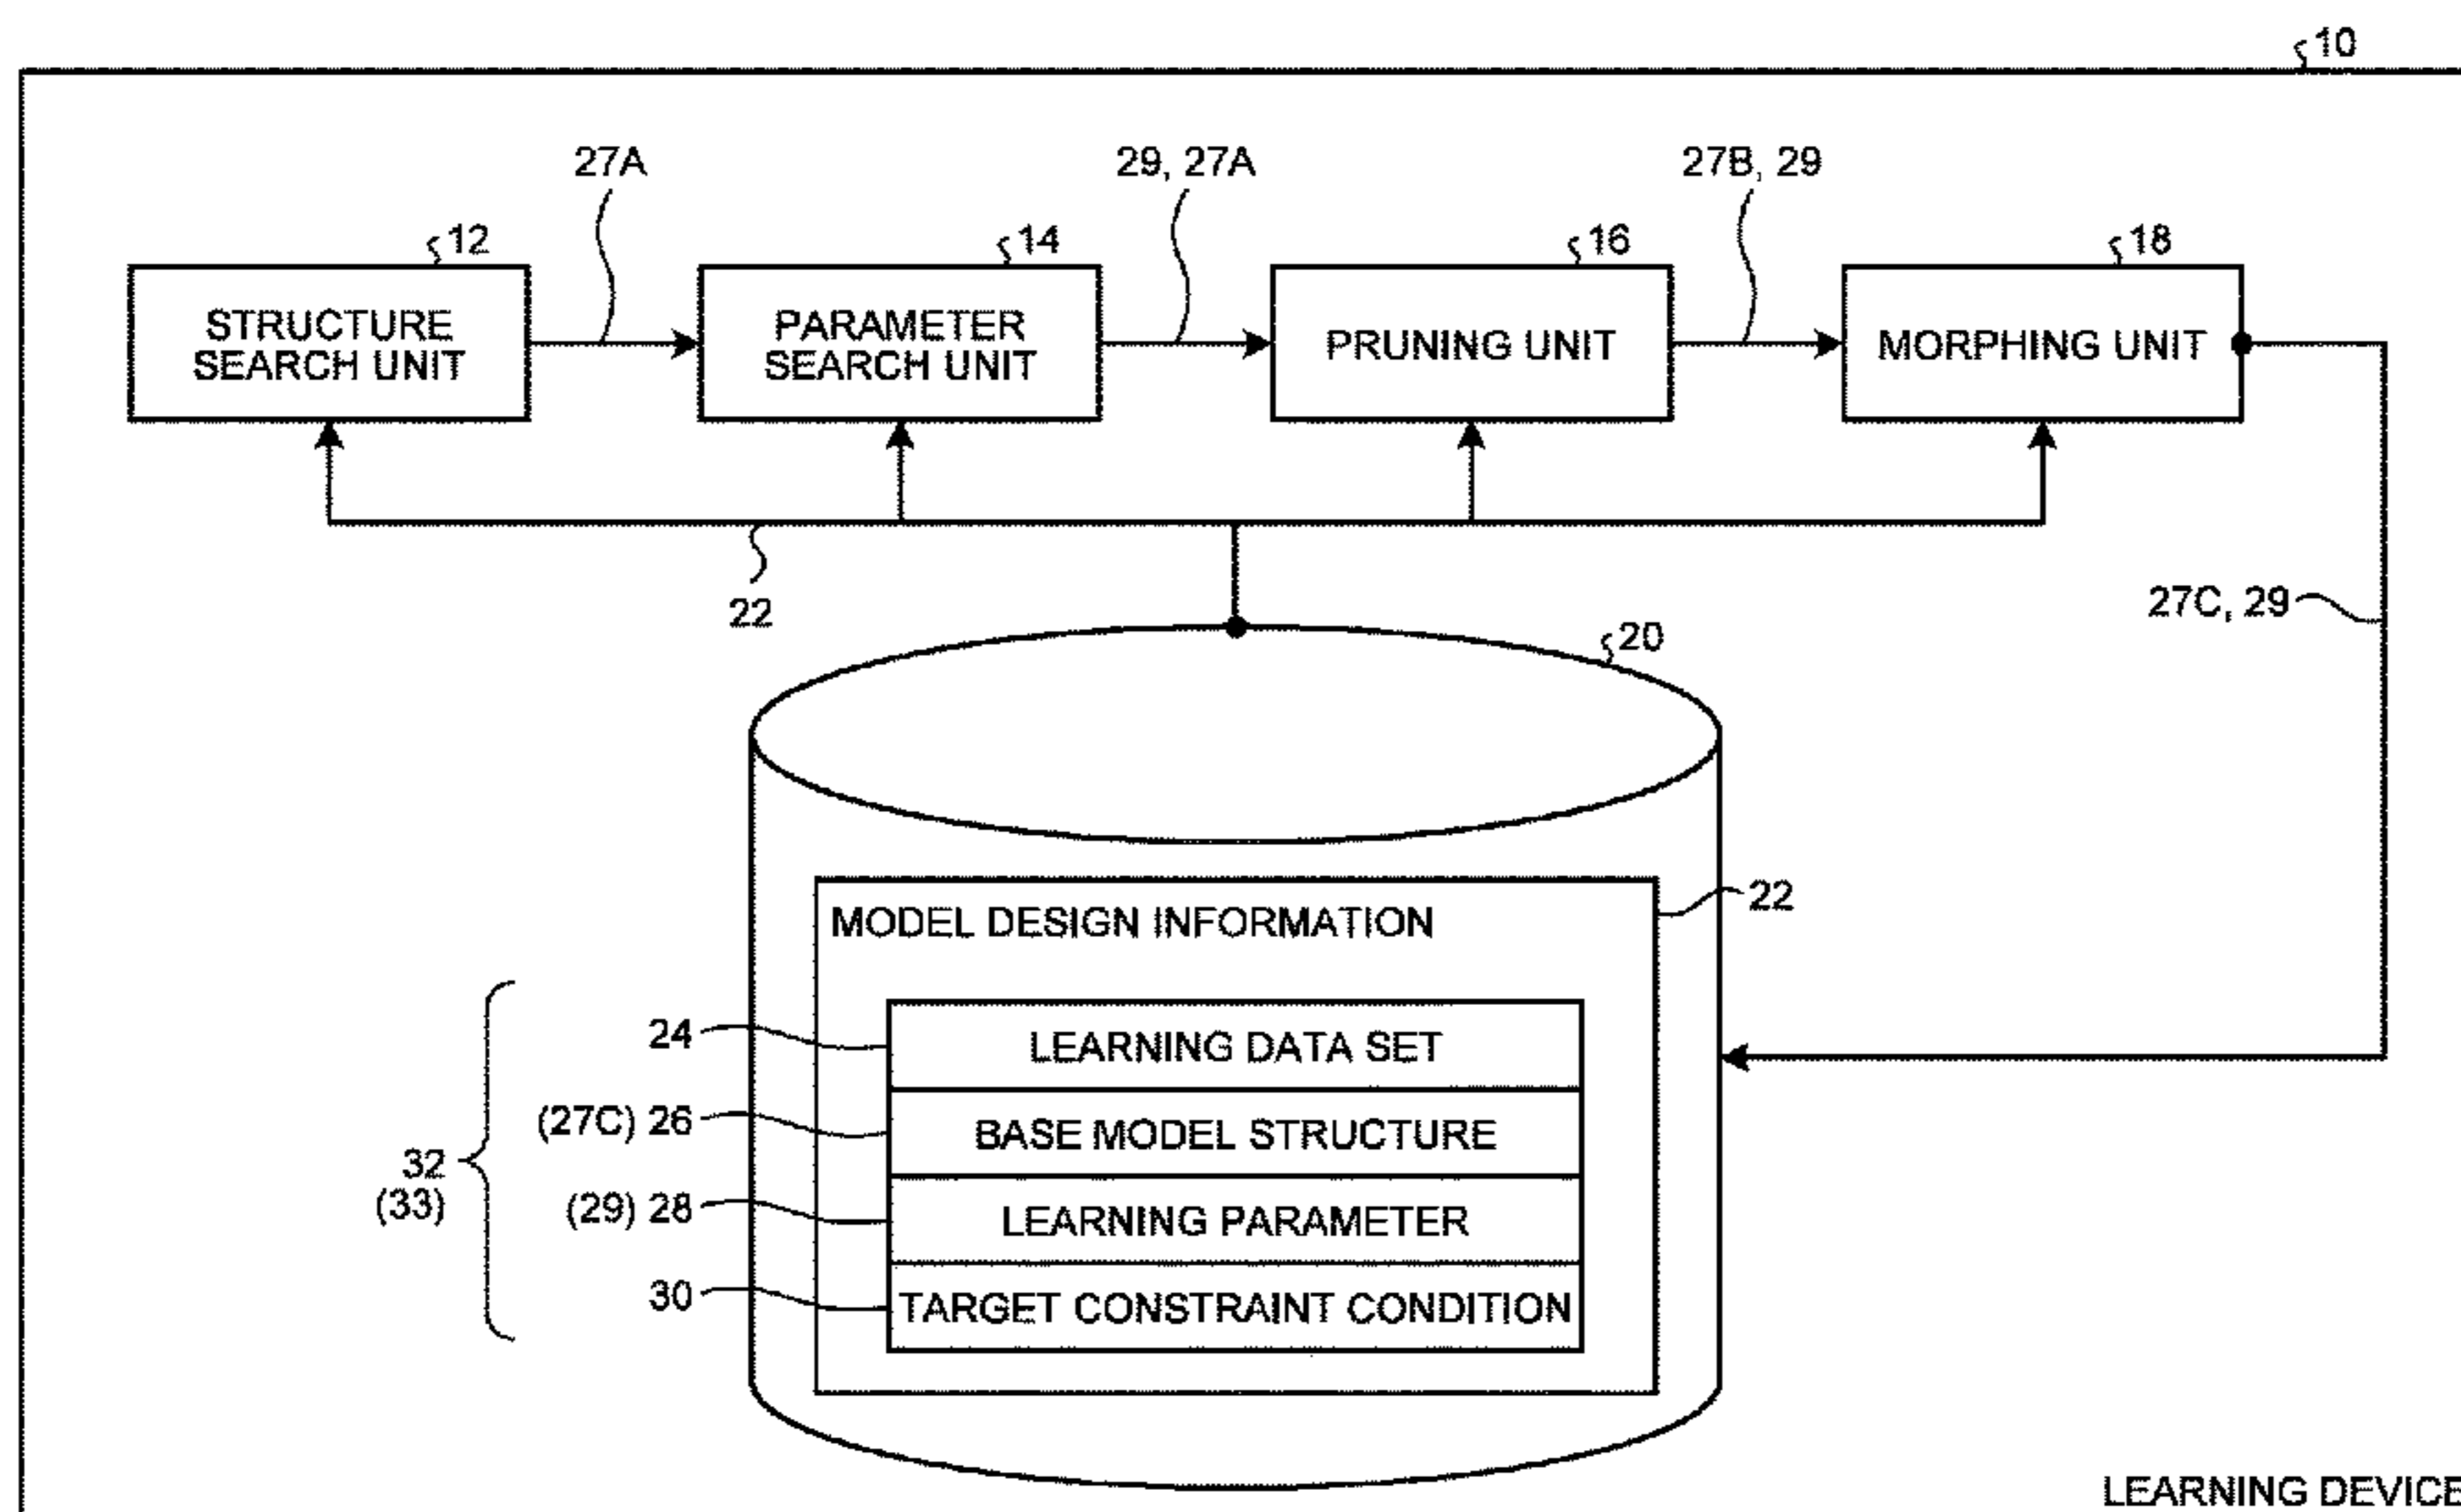 10
27A
29, 27A
27B, 29
12
14
16
18
STRUCTURE
SEARCH UNIT
PARAMETER
SEARCH UNIT
PRUNING UNIT
MORPHING UNIT
22
27C, 29
20
22
MODEL DESIGN INFORMATION
24
LEARNING DATA SET
(27C) 26
BASE MODEL STRUCTURE
32
(33)
(29) 28
LEARNING PARAMETER
30
TARGET CONSTRAINT CONDITION
LEARNING DEVICE